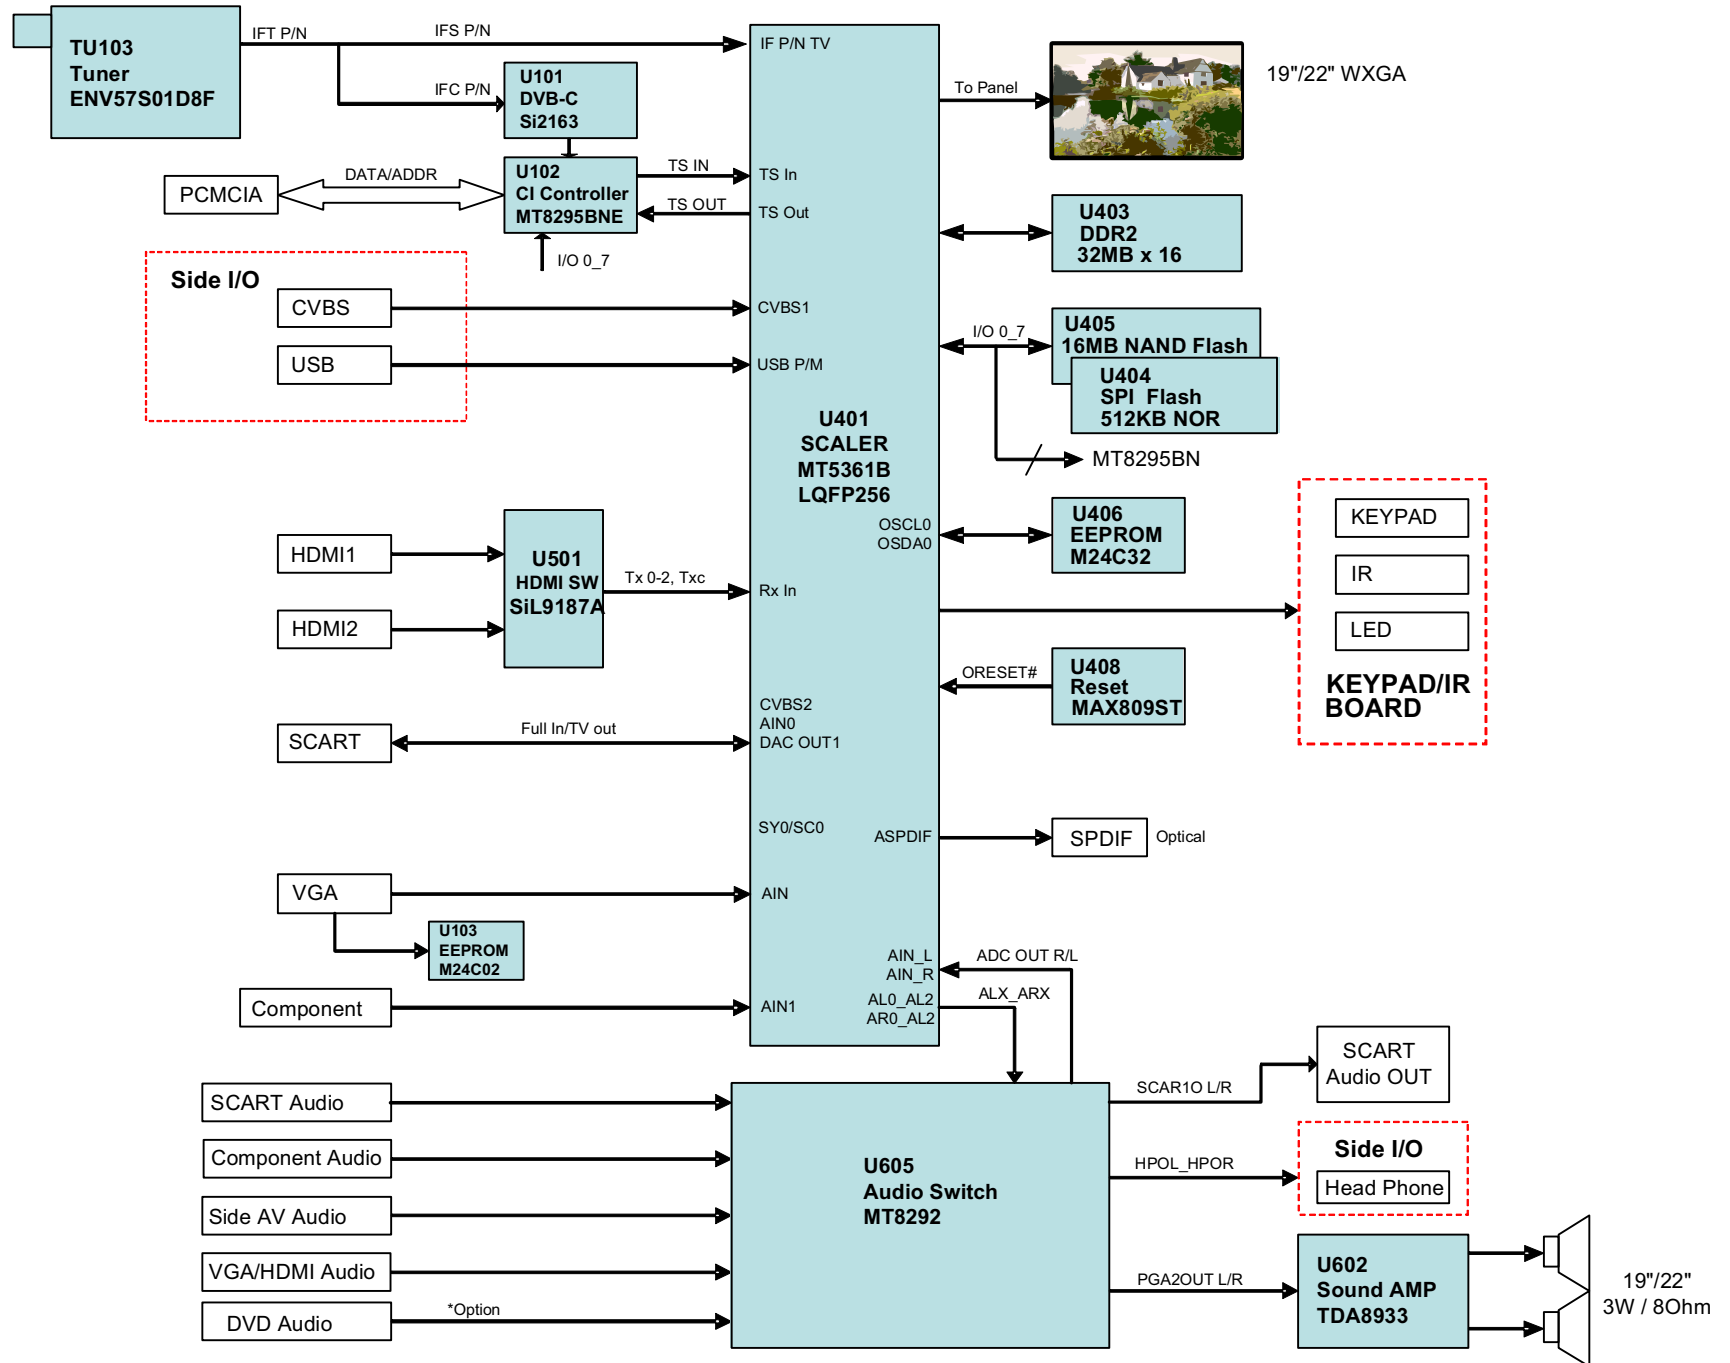 TU103
Tuner
ENV57S01D8F
IFT P/N
IFS P/N
IFC P/N
U101
DVB-C
Si2163
IF P/N TV
To Panel
19"/22" WXGA
PCMCIA
DATA/ADDR
U102
CI Controller
MT8295BNE
TS IN
TS OUT
TS In
TS Out
I/O 0_7
U403
DDR2
32MB x 16
Side I/O
CVBS
USB
CVBS1
USB P/M
I/O 0_7
U405
16MB NAND Flash
U404
SPI Flash
512KB NOR
MT8295BN
U401
SCALER
MT5361B
LQFP256
HDMI1
HDMI2
U501
HDMI SW
SiL9187A
Tx 0-2, Txc
Rx In
OSCL0
OSDA0
U406
EEPROM
M24C32
KEYPAD
IR
LED
KEYPAD/IR
BOARD
ORESET#
U408
Reset
MAX809ST
SCART
Full In/TV out
CVBS2
AIN0
DAC OUT1
SY0/SC0
ASPDIF
SPDIF
Optical
VGA
AIN
U103
EEPROM
M24C02
Component
AIN1
AIN_L
AIN_R
ADC OUT R/L
AL0_AL2
AR0_AL2
ALX_ARX
SCART Audio
Component Audio
Side AV Audio
VGA/HDMI Audio
DVD Audio
*Option
U605
Audio Switch
MT8292
SCAR1O L/R
SCART
Audio OUT
HPOL_HPOR
Side I/O
Head Phone
PGA2OUT L/R
U602
Sound AMP
TDA8933
19"/22"
3W / 8Ohm